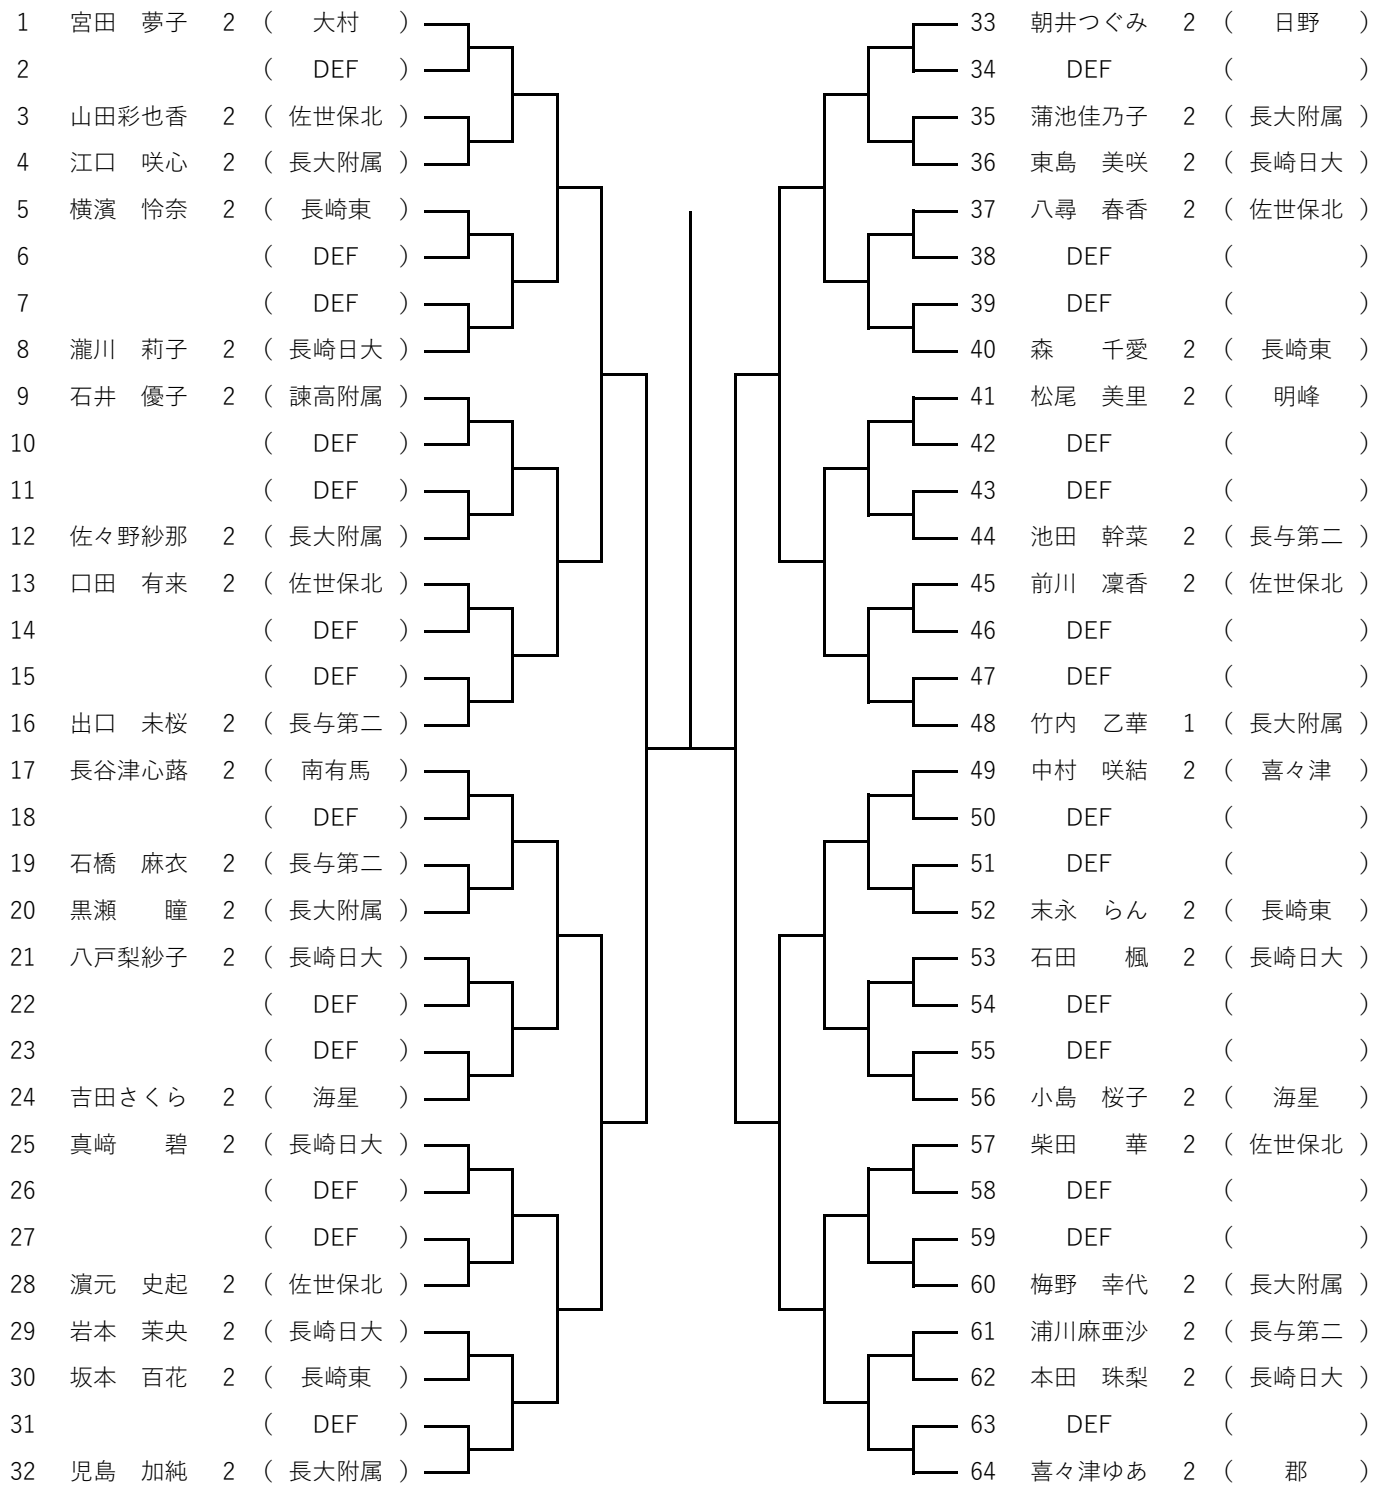 1 宮田 夢子 2 ( 大村 )
2 ( DEF )
3 山田彩也香 2 ( 佐世保北 )
4 江口 咲心 2 ( 長大附属 )
5 横濱 怜奈 2 ( 長崎東 )
6 ( DEF )
7 ( DEF )
8 瀧川 莉子 2 ( 長崎日大 )
9 石井 優子 2 ( 諫高附属 )
10 ( DEF )
11 ( DEF )
12 佐々野紗那 2 ( 長大附属 )
13 口田 有来 2 ( 佐世保北 )
14 ( DEF )
15 ( DEF )
16 出口 未桜 2 ( 長与第二 )
17 長谷津心蕗 2 ( 南有馬 )
18 ( DEF )
19 石橋 麻衣 2 ( 長与第二 )
20 黒瀬 瞳 2 ( 長大附属 )
21 八戸梨紗子 2 ( 長崎日大 )
22 ( DEF )
23 ( DEF )
24 吉田さくら 2 ( 海星 )
25 真﨑 碧 2 ( 長崎日大 )
26 ( DEF )
27 ( DEF )
28 濵元 史起 2 ( 佐世保北 )
29 岩本 茉央 2 ( 長崎日大 )
30 坂本 百花 2 ( 長崎東 )
31 ( DEF )
32 児島 加純 2 ( 長大附属 )
33 朝井つぐみ 2 ( 日野 )
34 DEF ( )
35 蒲池佳乃子 2 ( 長大附属 )
36 東島 美咲 2 ( 長崎日大 )
37 八尋 春香 2 ( 佐世保北 )
38 DEF ( )
39 DEF ( )
40 森 千愛 2 ( 長崎東 )
41 松尾 美里 2 ( 明峰 )
42 DEF ( )
43 DEF ( )
44 池田 幹菜 2 ( 長与第二 )
45 前川 凜香 2 ( 佐世保北 )
46 DEF ( )
47 DEF ( )
48 竹内 乙華 1 ( 長大附属 )
49 中村 咲結 2 ( 喜々津 )
50 DEF ( )
51 DEF ( )
52 末永 らん 2 ( 長崎東 )
53 石田 楓 2 ( 長崎日大 )
54 DEF ( )
55 DEF ( )
56 小島 桜子 2 ( 海星 )
57 柴田 華 2 ( 佐世保北 )
58 DEF ( )
59 DEF ( )
60 梅野 幸代 2 ( 長大附属 )
61 浦川麻亜沙 2 ( 長与第二 )
62 本田 珠梨 2 ( 長崎日大 )
63 DEF ( )
64 喜々津ゆあ 2 ( 郡 )